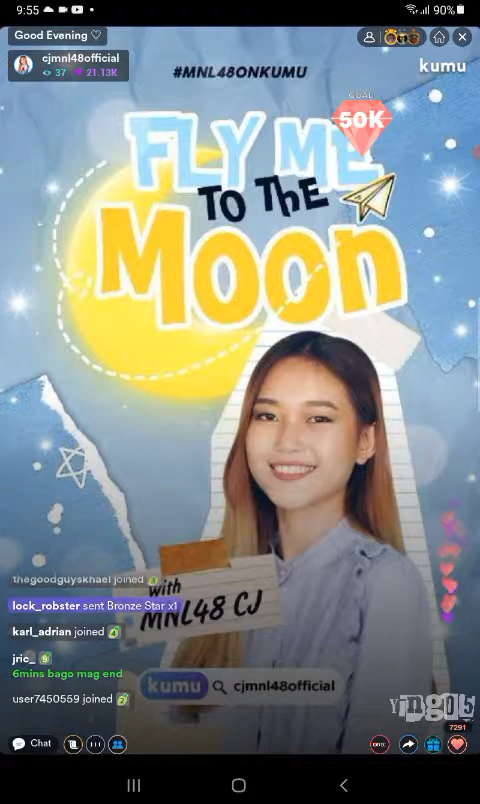 9:55
90%
Good Evening ♡
cjmnl48official
37 21.13K
#MNL48ONKUMU
kumu
GOAL
50K
FLY ME
TO THE
MOON
with
MNL48 CJ
thegoodguyskhael joined
lock_robster sent Bronze Star x1
karl_adrian joined
jric_
6mins bago mag end
user7450559 joined
kumu cjmnl48official
7291
Chat